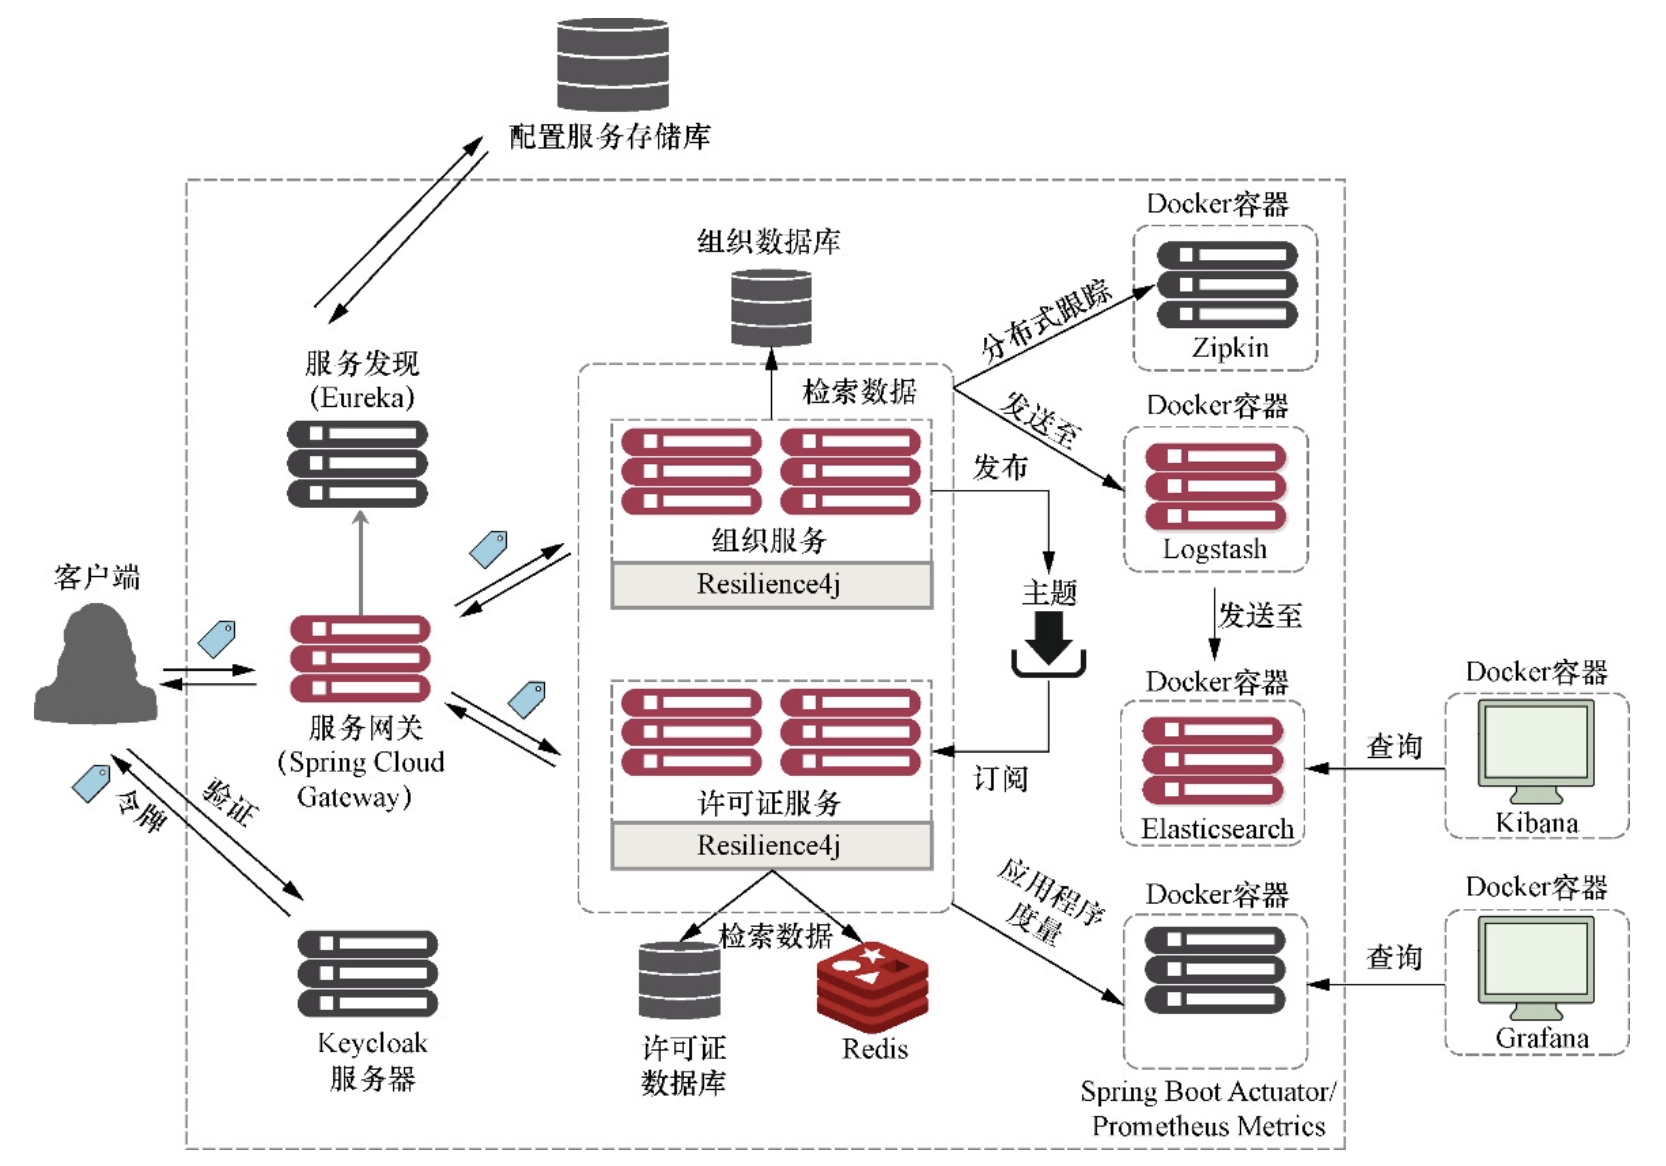 配置服务存储库
Docker容器
组织数据库
分布式跟踪
Zipkin
服务发现
(Eureka)
检索数据
发送至
Docker容器
发布
组织服务
Logstash
Resilience4j
客户端
主题
发送至
Docker容器
Docker容器
服务网关
(Spring Cloud
Gateway)
查询
订阅
令牌
验证
许可证服务
Elasticsearch
Kibana
Resilience4j
应用程序
度量
Docker容器
Docker容器
检索数据
查询
Keycloak
服务器
许可证
数据库
Redis
Grafana
Spring Boot Actuator/
Prometheus Metrics